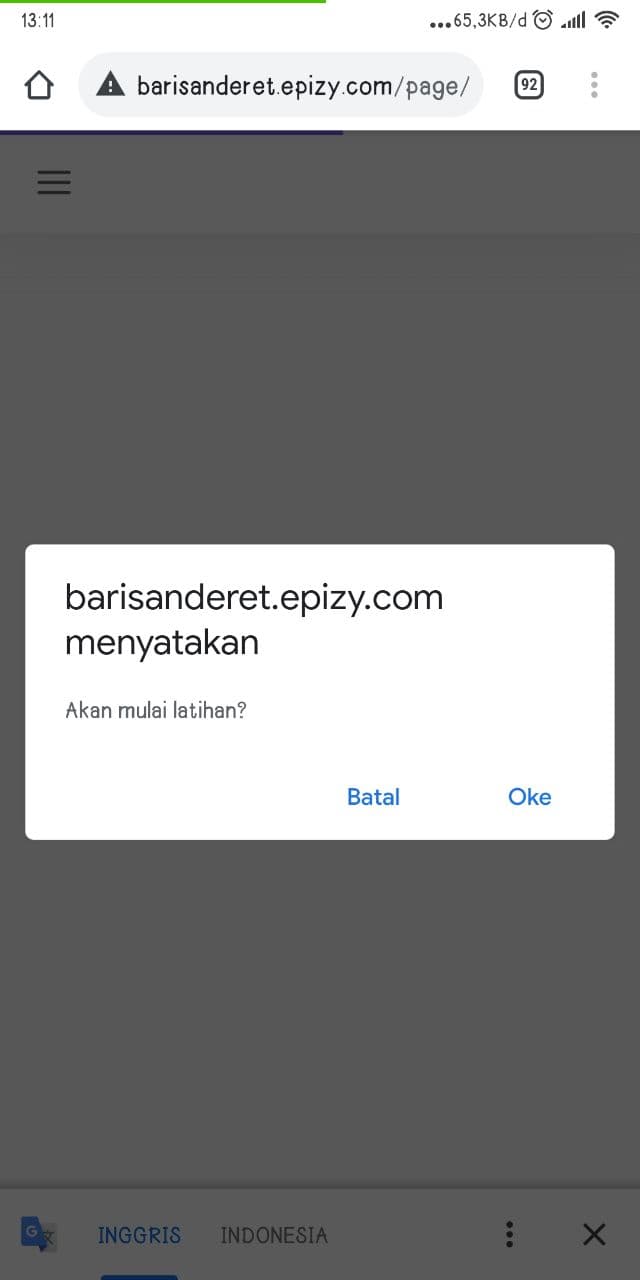 13:11
...65,3KB/d
barisanderet.epizy.com/page/
92
barisanderet.epizy.com
menyatakan
Akan mulai latihan?
Batal Oke
G 文 INGGRIS INDONESIA